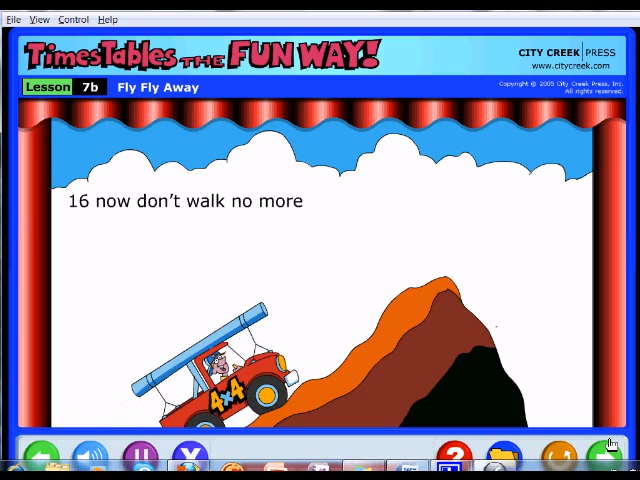 File View Control Help
TIMESTABLES THE FUN WAY!
CITY CREEK PRESS
www.citycreek.com
Lesson 7b Fly Fly Away
Copyright @ 2005 City Creek Press, Inc.
All rights reserved.
16 now don't walk no more
4x4
X
?